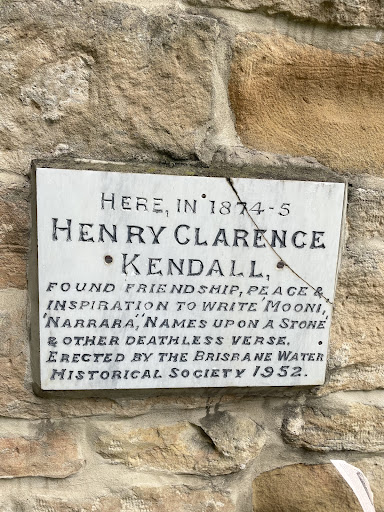 HERE, IN 1874-5
HENRY CLARENCE
KENDALL,
FOUND FRIENDSHIP, PEACE &
INSPIRATION TO WRITE "MOONI",
"NARRARA", "NAMES UPON A STONE"
& OTHER DEATHLESS VERSE.
ERECTED BY THE BRISBANE WATER
HISTORICAL SOCIETY 1952.